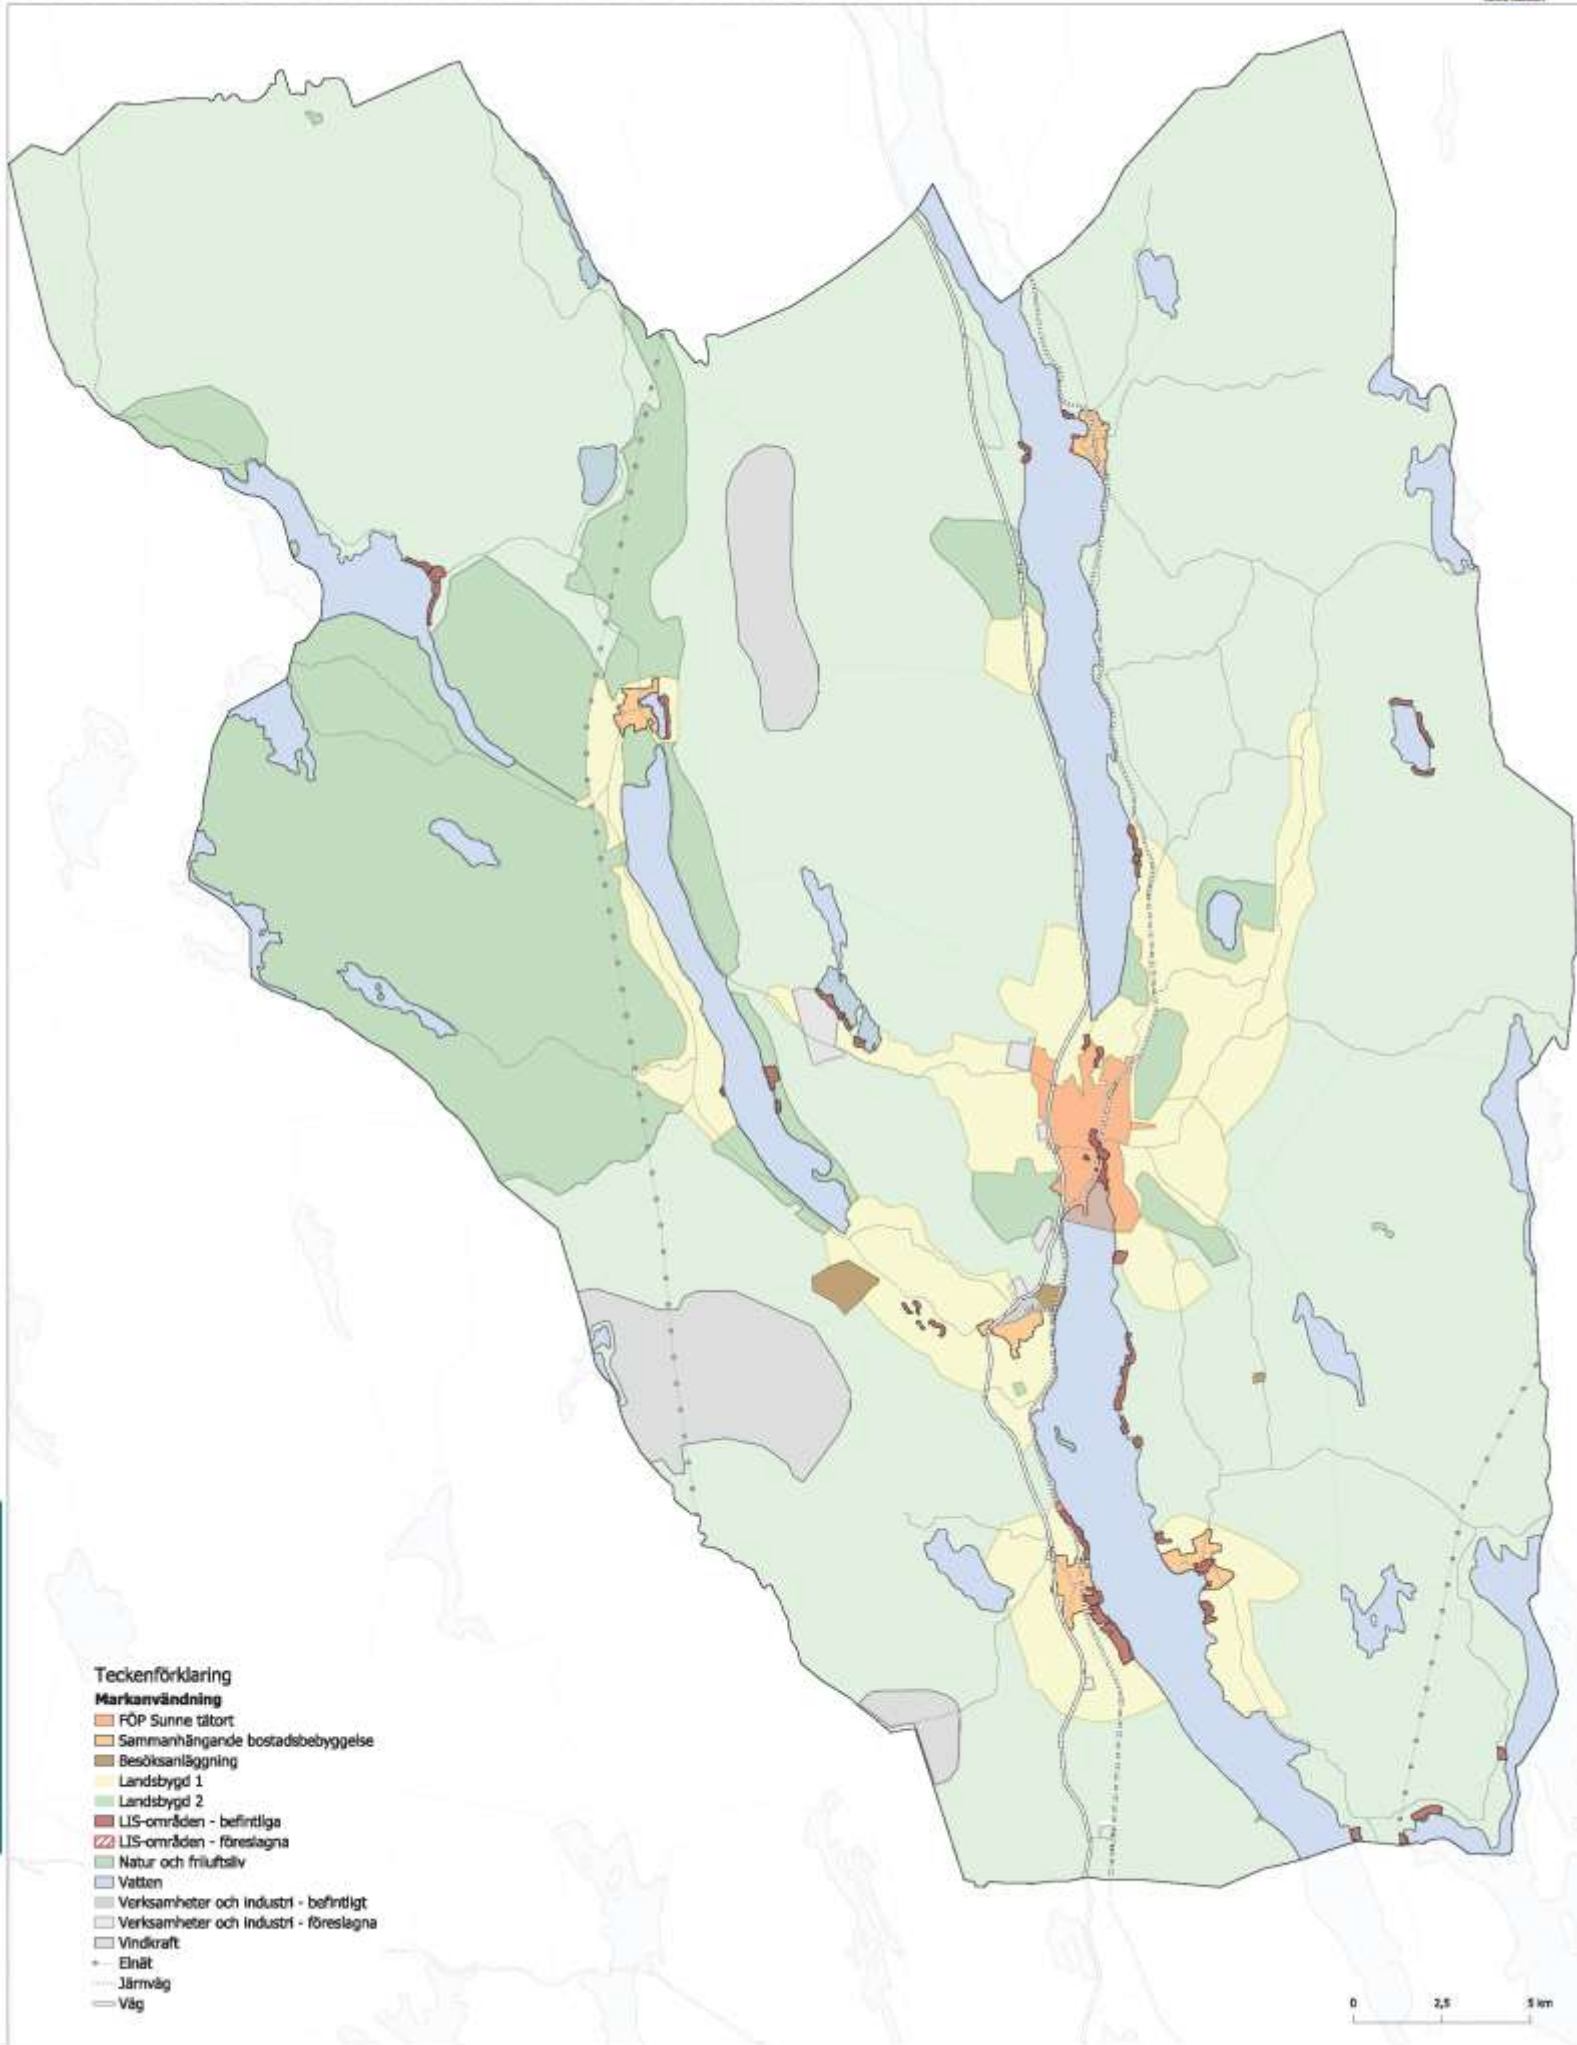 Teckenförklaring
Markanvändning
FÖP Sunne tätort
Sammanhängande bostadsbebyggelse
Besöksanläggning
Landsbygd 1
Landsbygd 2
LIS-områden - befintliga
LIS-områden - föreslagna
Natur och friluftsliv
Vatten
Verksamheter och industri - befintligt
Verksamheter och industri - föreslagna
Vindkraft
Elnät
Järnväg
Väg
0 2,5 5 km